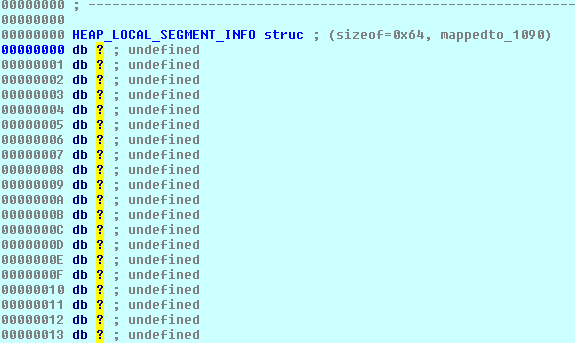 00000000 ; ---------------------------------------------------------------
00000000
00000000 HEAP_LOCAL_SEGMENT_INFO struc ; (sizeof=0x64, mappedto_1090)
00000000 db ? ; undefined
00000001 db ? ; undefined
00000002 db ? ; undefined
00000003 db ? ; undefined
00000004 db ? ; undefined
00000005 db ? ; undefined
00000006 db ? ; undefined
00000007 db ? ; undefined
00000008 db ? ; undefined
00000009 db ? ; undefined
0000000A db ? ; undefined
0000000B db ? ; undefined
0000000C db ? ; undefined
0000000D db ? ; undefined
0000000E db ? ; undefined
0000000F db ? ; undefined
00000010 db ? ; undefined
00000011 db ? ; undefined
00000012 db ? ; undefined
00000013 db ? ; undefined